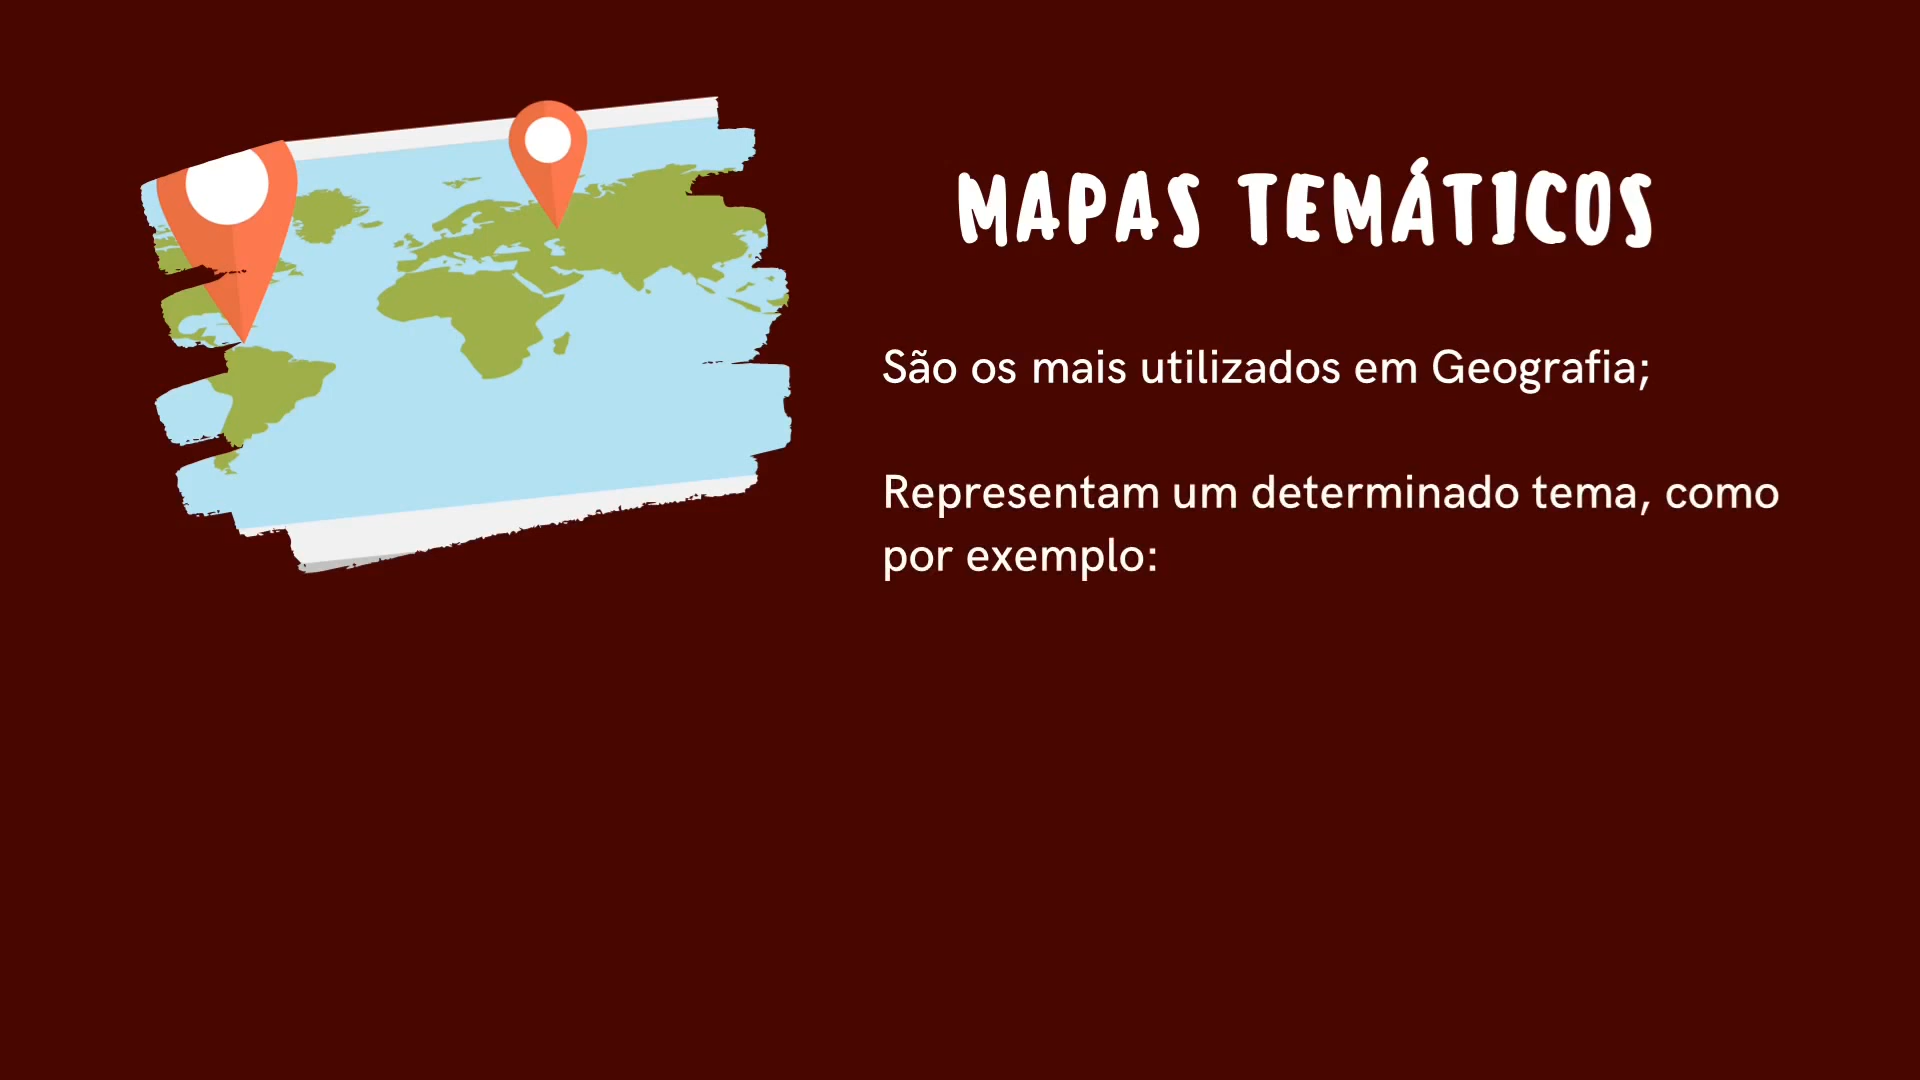 MAPAS TEMÁTICOS
São os mais utilizados em Geografia;
Representam um determinado tema, como
por exemplo: